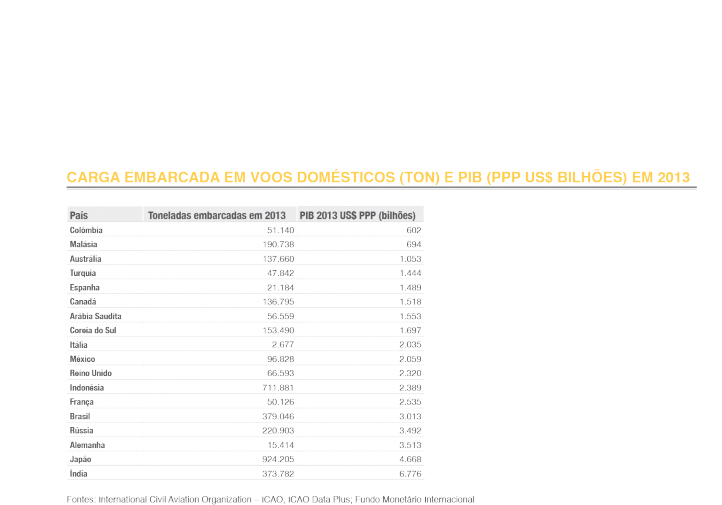 CARGA EMBARCADA EM VOOS DOMÉSTICOS (TON) E PIB (PPP US$ BILHÕES) EM 2013
País Toneladas embarcadas em 2013 PIB 2013 US$ PPP (bilhões)
Colômbia 51.140 602
Malásia 190.738 694
Austrália 137.660 1.053
Turquia 47.842 1.444
Espanha 21.184 1.489
Canadá 136.795 1.518
Arábia Saudita 56.559 1.553
Coreia do Sul 153.490 1.697
Itália 2.677 2.035
México 96.828 2.059
Reino Unido 66.593 2.320
Indonésia 711.881 2.389
França 50.126 2.535
Brasil 379.046 3.013
Rússia 220.903 3.492
Alemanha 15.414 3.513
Japão 924.205 4.668
Índia 373.782 6.776
Fontes: International Civil Aviation Organization – ICAO, ICAO Data Plus; Fundo Monetário Internacional